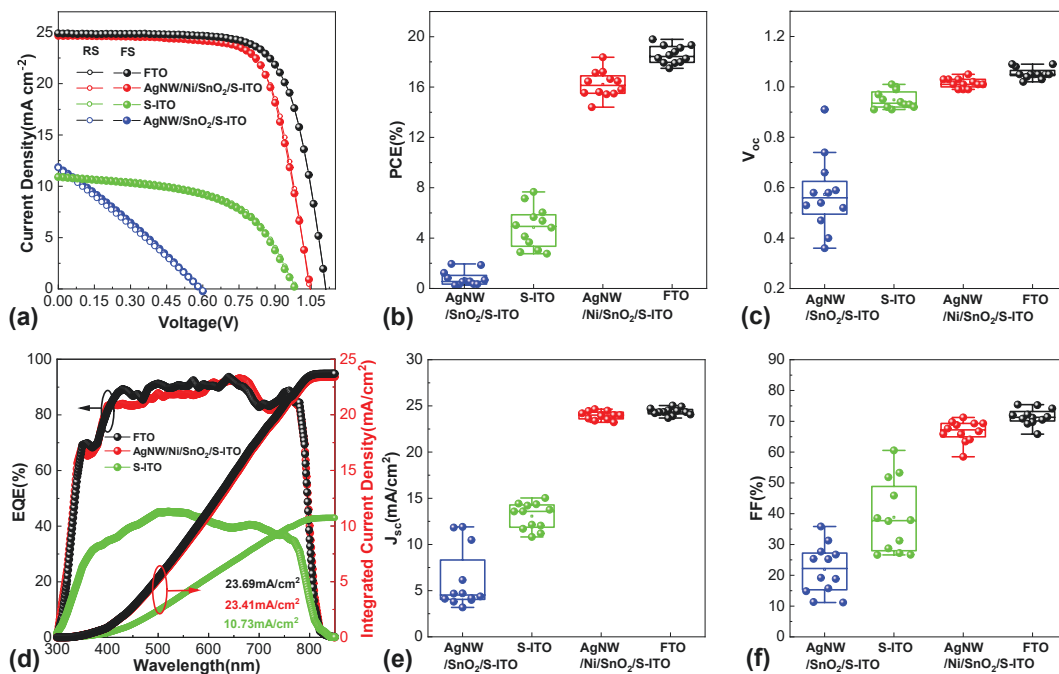 25
20
15
10
5
0
Current Density(mA cm⁻²)
RS FS
FTO
AgNW/Ni/SnO₂/S-ITO
S-ITO
AgNW/SnO₂/S-ITO
0.00 0.15 0.30 0.45 0.60 0.75 0.90 1.05
Voltage(V)
(a)
20
16
12
8
4
0
PCE(%)
AgNW S-ITO AgNW FTO
/SnO₂/S-ITO /Ni/SnO₂/S-ITO
(b)
1.2
1.0
0.8
0.6
0.4
0.2
Voc
AgNW S-ITO AgNW FTO
/SnO₂/S-ITO /Ni/SnO₂/S-ITO
(c)
100
80
60
40
20
0
EQE(%)
FTO
AgNW/Ni/SnO₂/S-ITO
S-ITO
23.69mA/cm²
23.41mA/cm²
10.73mA/cm²
25
23
20
18
15
13
10
8
5
3
0
Integrated Current Density(mA/cm²)
300 400 500 600 700 800
Wavelength(nm)
(d)
30
25
20
15
10
5
0
Jsc(mA/cm²)
AgNW S-ITO AgNW FTO
/SnO₂/S-ITO /Ni/SnO₂/S-ITO
(e)
90
80
70
60
50
40
30
20
10
0
FF(%)
AgNW S-ITO AgNW FTO
/SnO₂/S-ITO /Ni/SnO₂/S-ITO
(f)